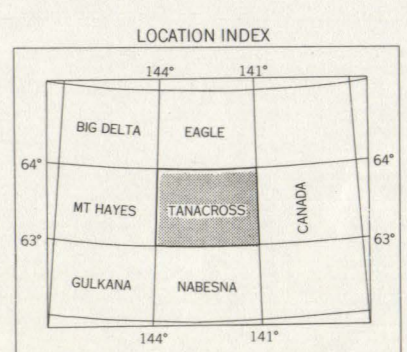 LOCATION INDEX
144° 141°
BIG DELTA EAGLE
64° 64°
MT HAYES TANACROSS CANADA
63° 63°
GULKANA NABESNA
144° 141°